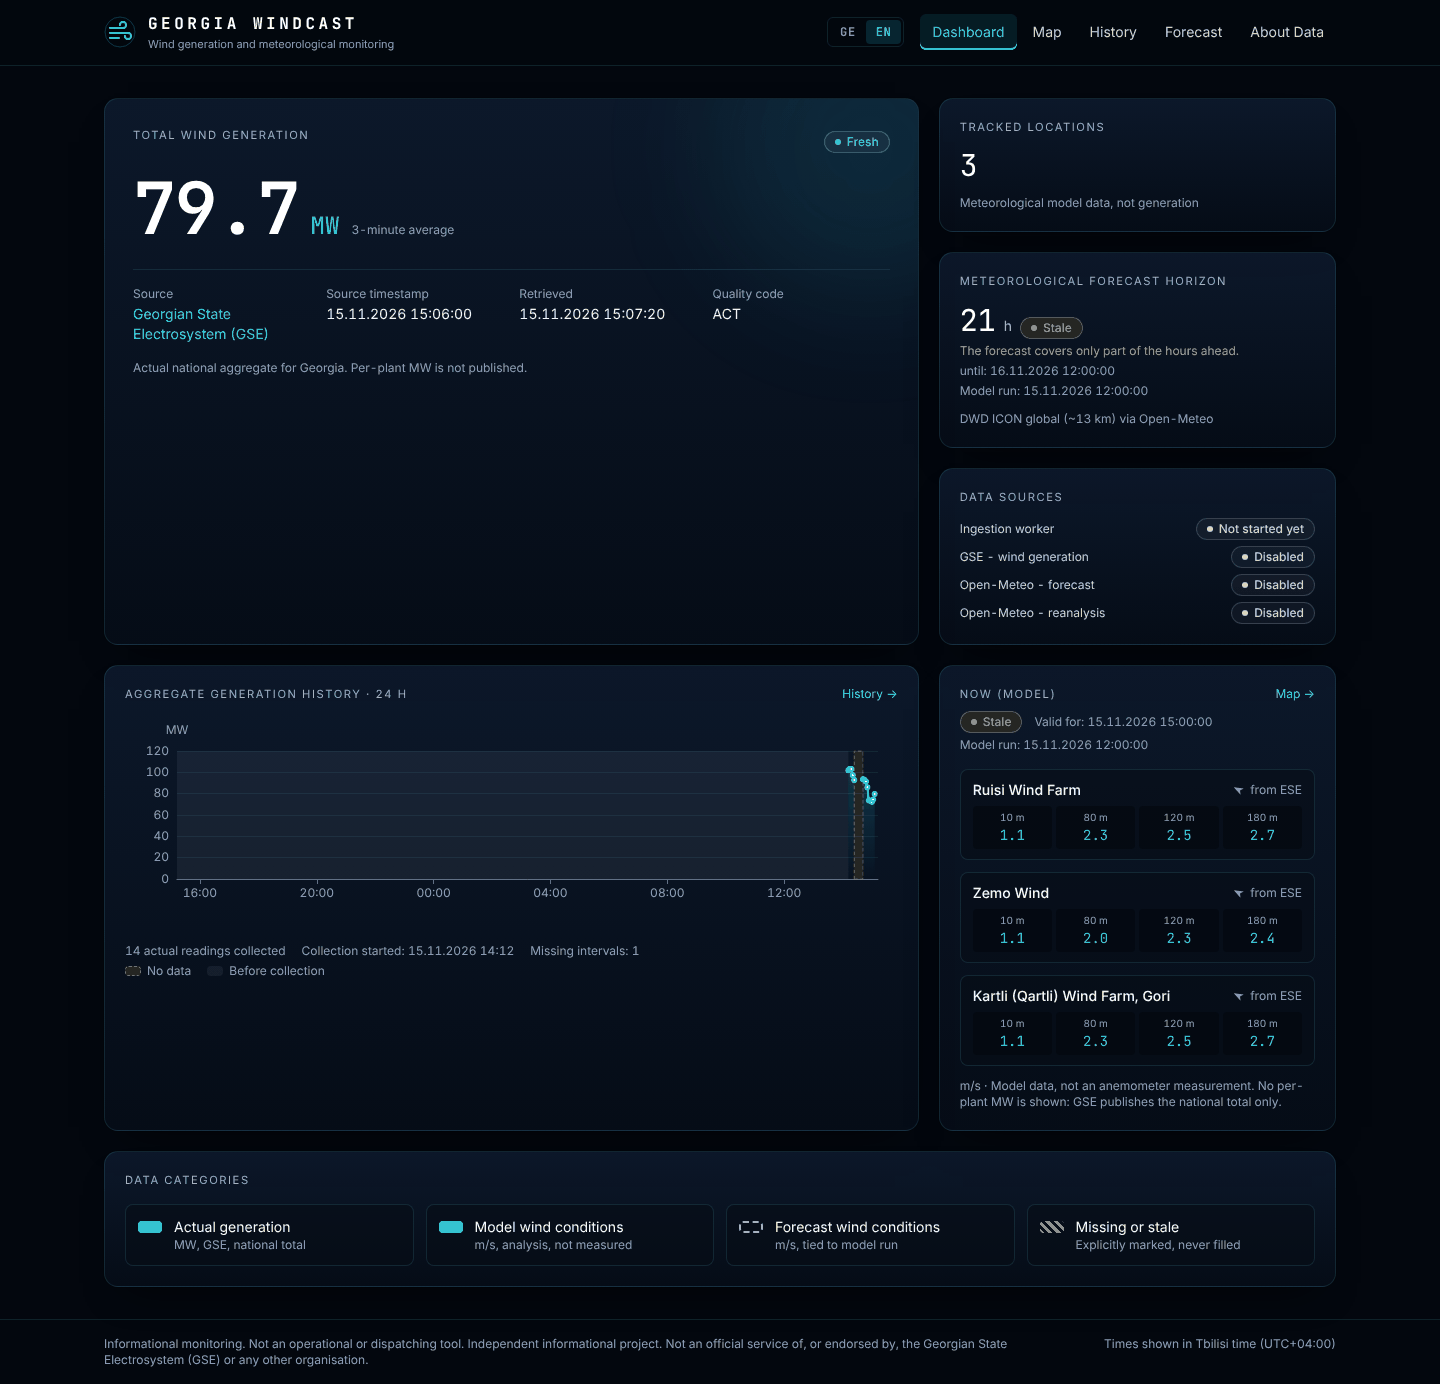 GEORGIA WINDCAST
Wind generation and meteorological monitoring
GE EN
Dashboard Map History Forecast About Data
TOTAL WIND GENERATION
Fresh
79.7 MW 3-minute average
Source
Georgian State
Electrosystem (GSE)
Source timestamp
15.11.2026 15:06:00
Retrieved
15.11.2026 15:07:20
Quality code
ACT
Actual national aggregate for Georgia. Per-plant MW is not published.
TRACKED LOCATIONS
3
Meteorological model data, not generation
METEOROLOGICAL FORECAST HORIZON
21 h Stale
The forecast covers only part of the hours ahead.
until: 16.11.2026 12:00:00
Model run: 15.11.2026 12:00:00
DWD ICON global (~13 km) via Open-Meteo
DATA SOURCES
Ingestion worker Not started yet
GSE - wind generation Disabled
Open-Meteo - forecast Disabled
Open-Meteo - reanalysis Disabled
AGGREGATE GENERATION HISTORY · 24 H
History →
MW
120
100
80
60
40
20
0
16:00 20:00 00:00 04:00 08:00 12:00
14 actual readings collected Collection started: 15.11.2026 14:12 Missing intervals: 1
No data Before collection
NOW (MODEL)
Map →
Stale Valid for: 15.11.2026 15:00:00
Model run: 15.11.2026 12:00:00
Ruisi Wind Farm from ESE
10 m 80 m 120 m 180 m
1.1 2.3 2.5 2.7
Zemo Wind from ESE
10 m 80 m 120 m 180 m
1.1 2.0 2.3 2.4
Kartli (Qartli) Wind Farm, Gori from ESE
10 m 80 m 120 m 180 m
1.1 2.3 2.5 2.7
m/s · Model data, not an anemometer measurement. No per-
plant MW is shown: GSE publishes the national total only.
DATA CATEGORIES
Actual generation
MW, GSE, national total
Model wind conditions
m/s, analysis, not measured
Forecast wind conditions
m/s, tied to model run
Missing or stale
Explicitly marked, never filled
Informational monitoring. Not an operational or dispatching tool. Independent informational project. Not an official service of, or endorsed by, the Georgian State
Electrosystem (GSE) or any other organisation.
Times shown in Tbilisi time (UTC+04:00)